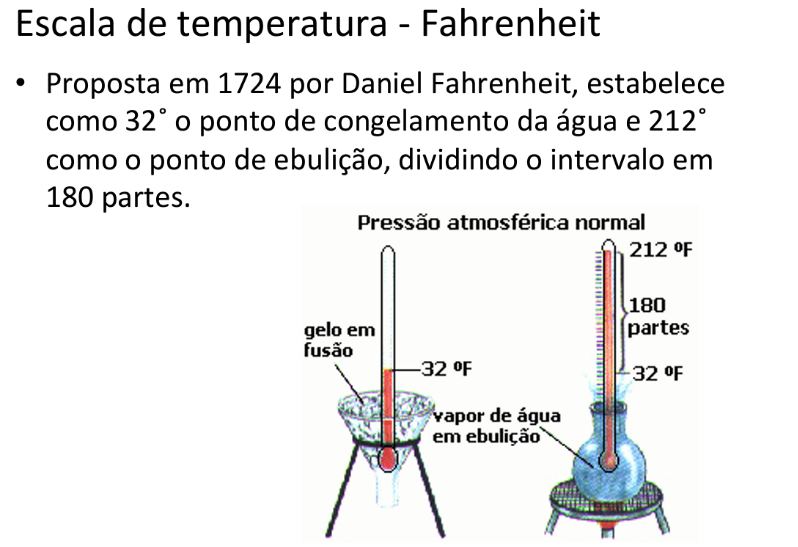 Escala de temperatura - Fahrenheit
• Proposta em 1724 por Daniel Fahrenheit, estabelece
como 32˚ o ponto de congelamento da água e 212˚
como o ponto de ebulição, dividindo o intervalo em
180 partes.
Pressão atmosférica normal
212 ºF
180
partes
gelo em
fusão
32 ºF
32 ºF
vapor de água
em ebulição